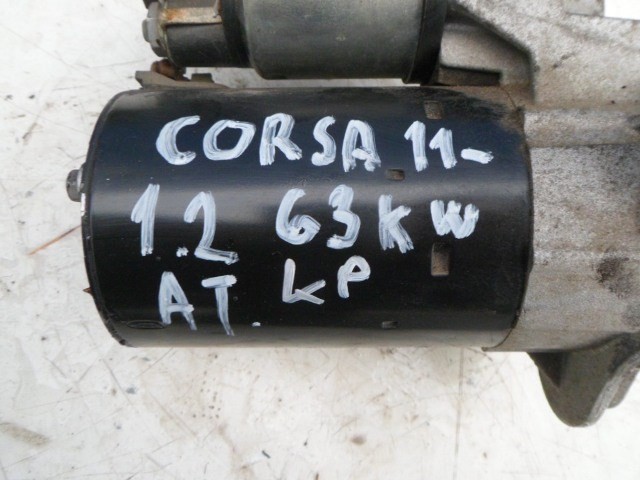 CORSA 11-
1.2 63kW
AT. KP